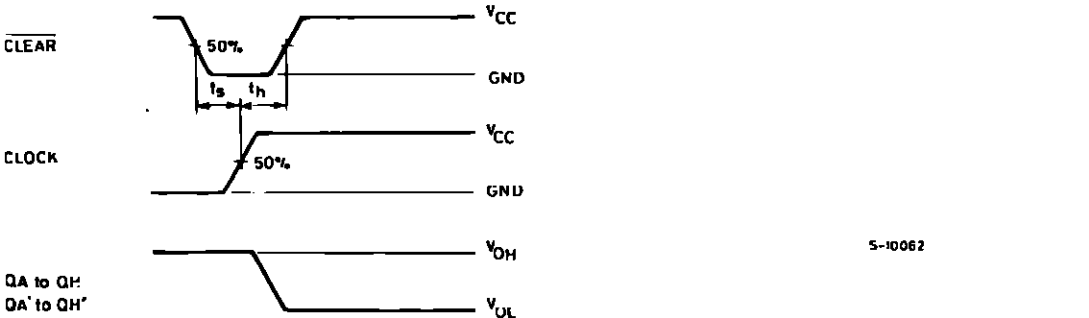 VCC
CLEAR
50%
GND
ts
th
VCC
CLOCK
50%
GND
VOH
S-10062
QA to QH
QA' to QH'
VOL